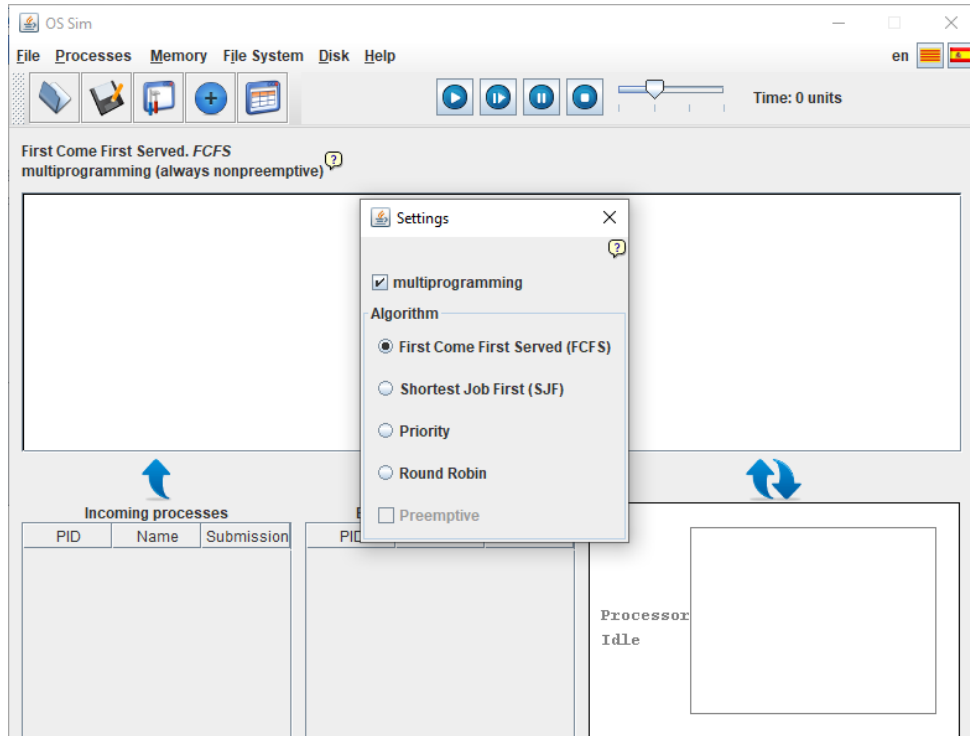 OS Sim
File Processes Memory File System Disk Help en
Time: 0 units
First Come First Served. FCFS
multiprogramming (always nonpreemptive)
Settings
multiprogramming
Algorithm
First Come First Served (FCFS)
Shortest Job First (SJF)
Priority
Round Robin
Preemptive
Incoming processes
PID Name Submission
Processor
Idle